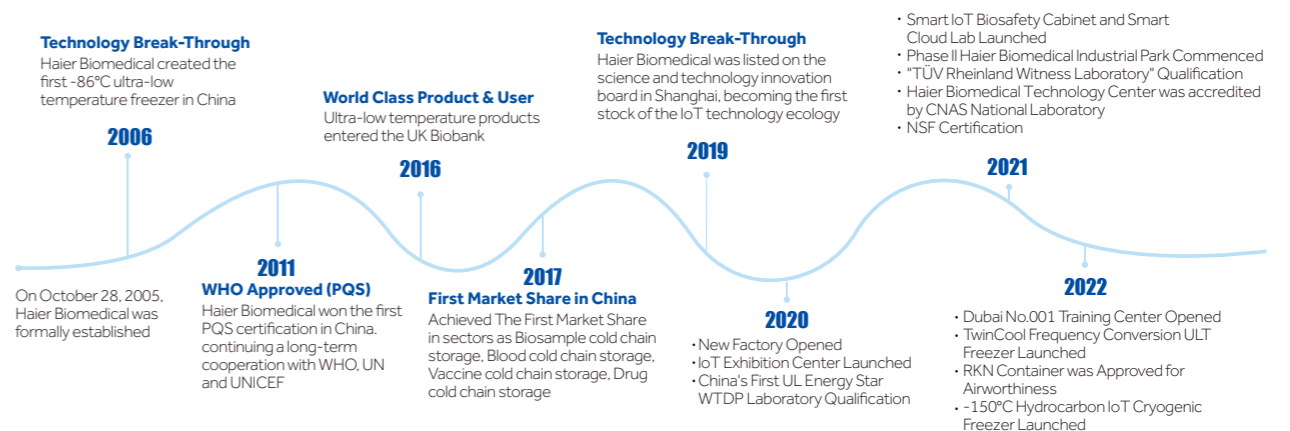 On October 28, 2005,
Haier Biomedical was
formally established
Technology Break-Through
Haier Biomedical created the
first -86°C ultra-low
temperature freezer in China
2006
2011
WHO Approved (PQS)
Haier Biomedical won the first
PQS certification in China.
continuing a long-term
cooperation with WHO, UN
and UNICEF
World Class Product & User
Ultra-low temperature products
entered the UK Biobank
2016
2017
First Market Share in China
Achieved The First Market Share
in sectors as Biosample cold chain
storage, Blood cold chain storage,
Vaccine cold chain storage, Drug
cold chain storage
Technology Break-Through
Haier Biomedical was listed on the
science and technology innovation
board in Shanghai, becoming the first
stock of the IoT technology ecology
2019
2020
•New Factory Opened
•IoT Exhibition Center Launched
•China's First UL Energy Star
WTDP Laboratory Qualification
• Smart IoT Biosafety Cabinet and Smart
Cloud Lab Launched
• Phase II Haier Biomedical Industrial Park Commenced
• "TÜV Rheinland Witness Laboratory" Qualification
• Haier Biomedical Technology Center was accredited
by CNAS National Laboratory
• NSF Certification
2021
2022
• Dubai No.001 Training Center Opened
• TwinCool Frequency Conversion ULT
Freezer Launched
• RKN Container was Approved for
Airworthiness
• -150°C Hydrocarbon IoT Cryogenic
Freezer Launched